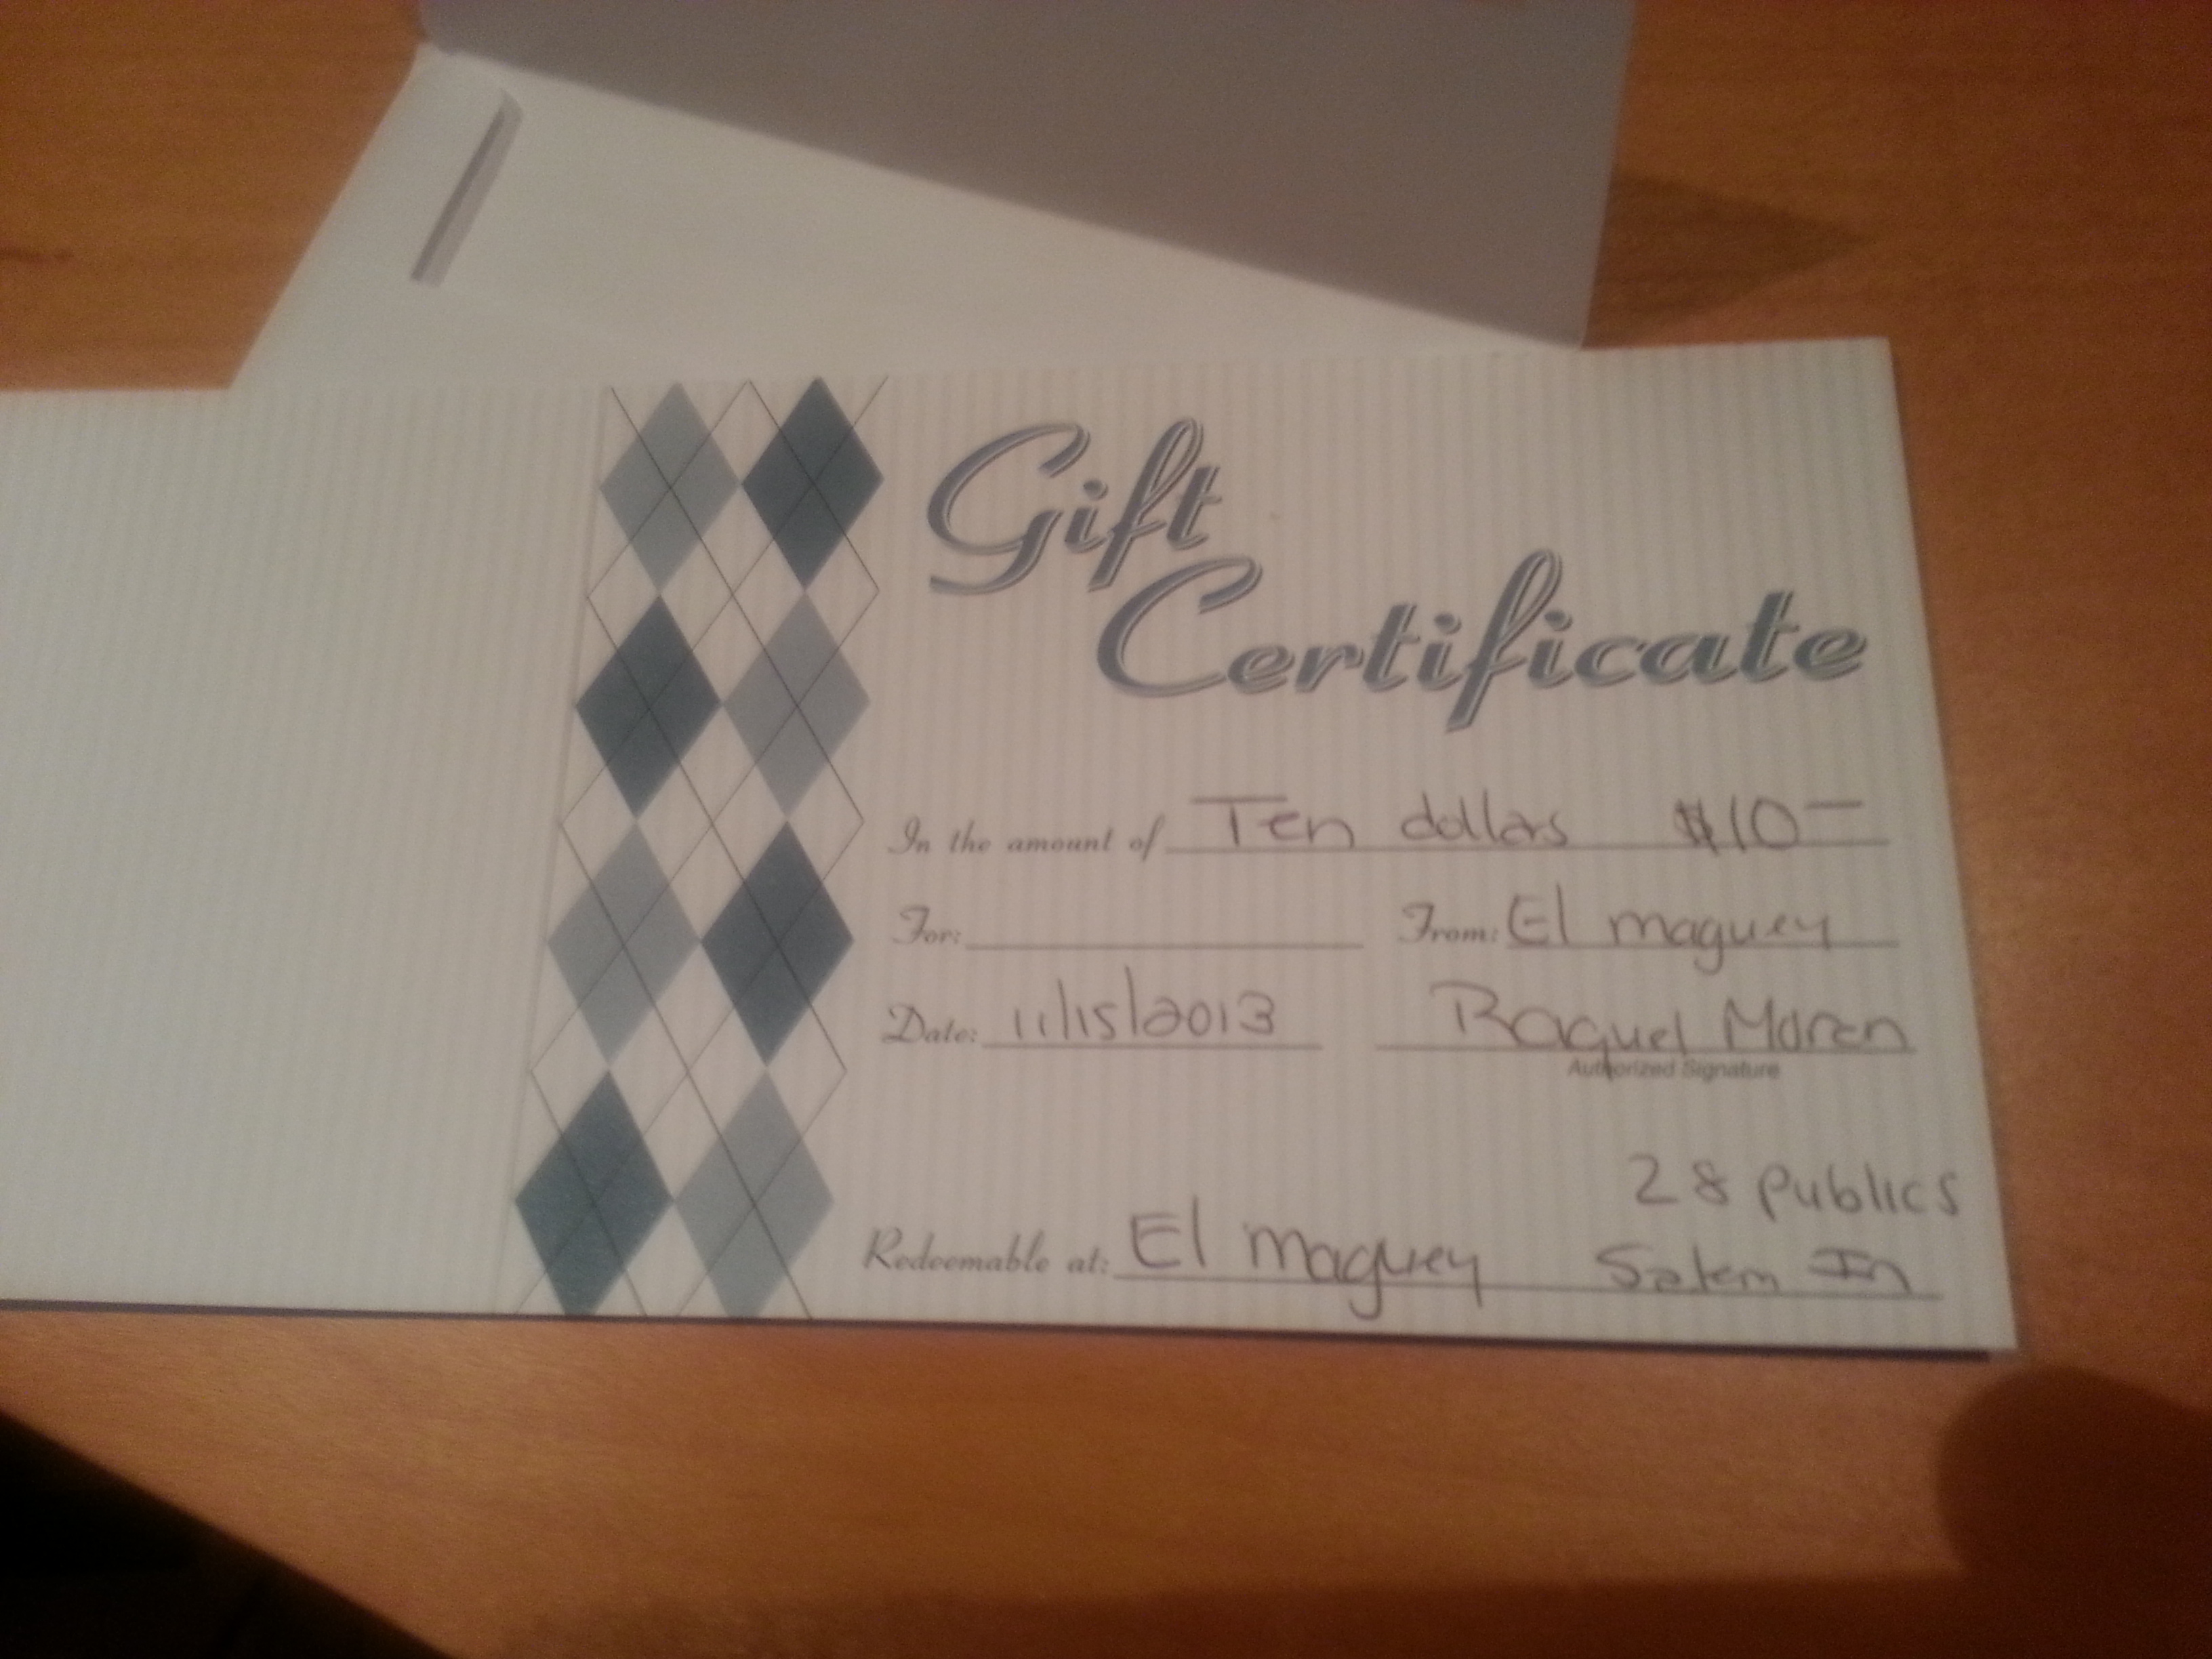 Gift
Certificate
In the amount of Ten dollars $10—
For: From: El maguey
Date: 11/15/2013 Raquel Moren
Authorized Signature
28 Publics
Redeemable at: El maguey Salem In